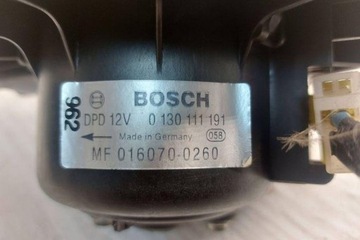 962
BOSCH
DPD 12V 0 130 111 191
Made in Germany 058
MF 016070-0260